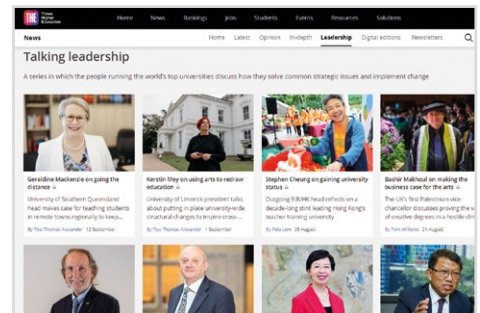 THE Times Higher Education
Home News Rankings Jobs Students Events Resources Solutions
News Home Latest Opinion In-depth Leadership Digital editions Newsletters
Talking leadership
A series in which the people running the world's top universities discuss how they solve common strategic issues and implement change
Geraldine Mackenzie on going the
distance
University of Southern Queensland
head makes case for teaching students
in remote towns regionally to keep...
By Tipu Thomas Alexander 12 September
Kerstin Mey on using arts to redraw
education
University of Limerick president talks
about putting in place university-wide
structural changes to inspire cross-...
1 September
Stephen Cheung on gaining university
status
Outgoing EdUHK head reflects on a
decade-long stint leading Hong Kong's
teacher training university
By Pola Lem 28 August
Bashir Makhoul on making the
business case for the arts
The UK's first Palestinian vice-
chancellor discusses proving the
of creative degrees in a hostile
By Tom Williams 21 August